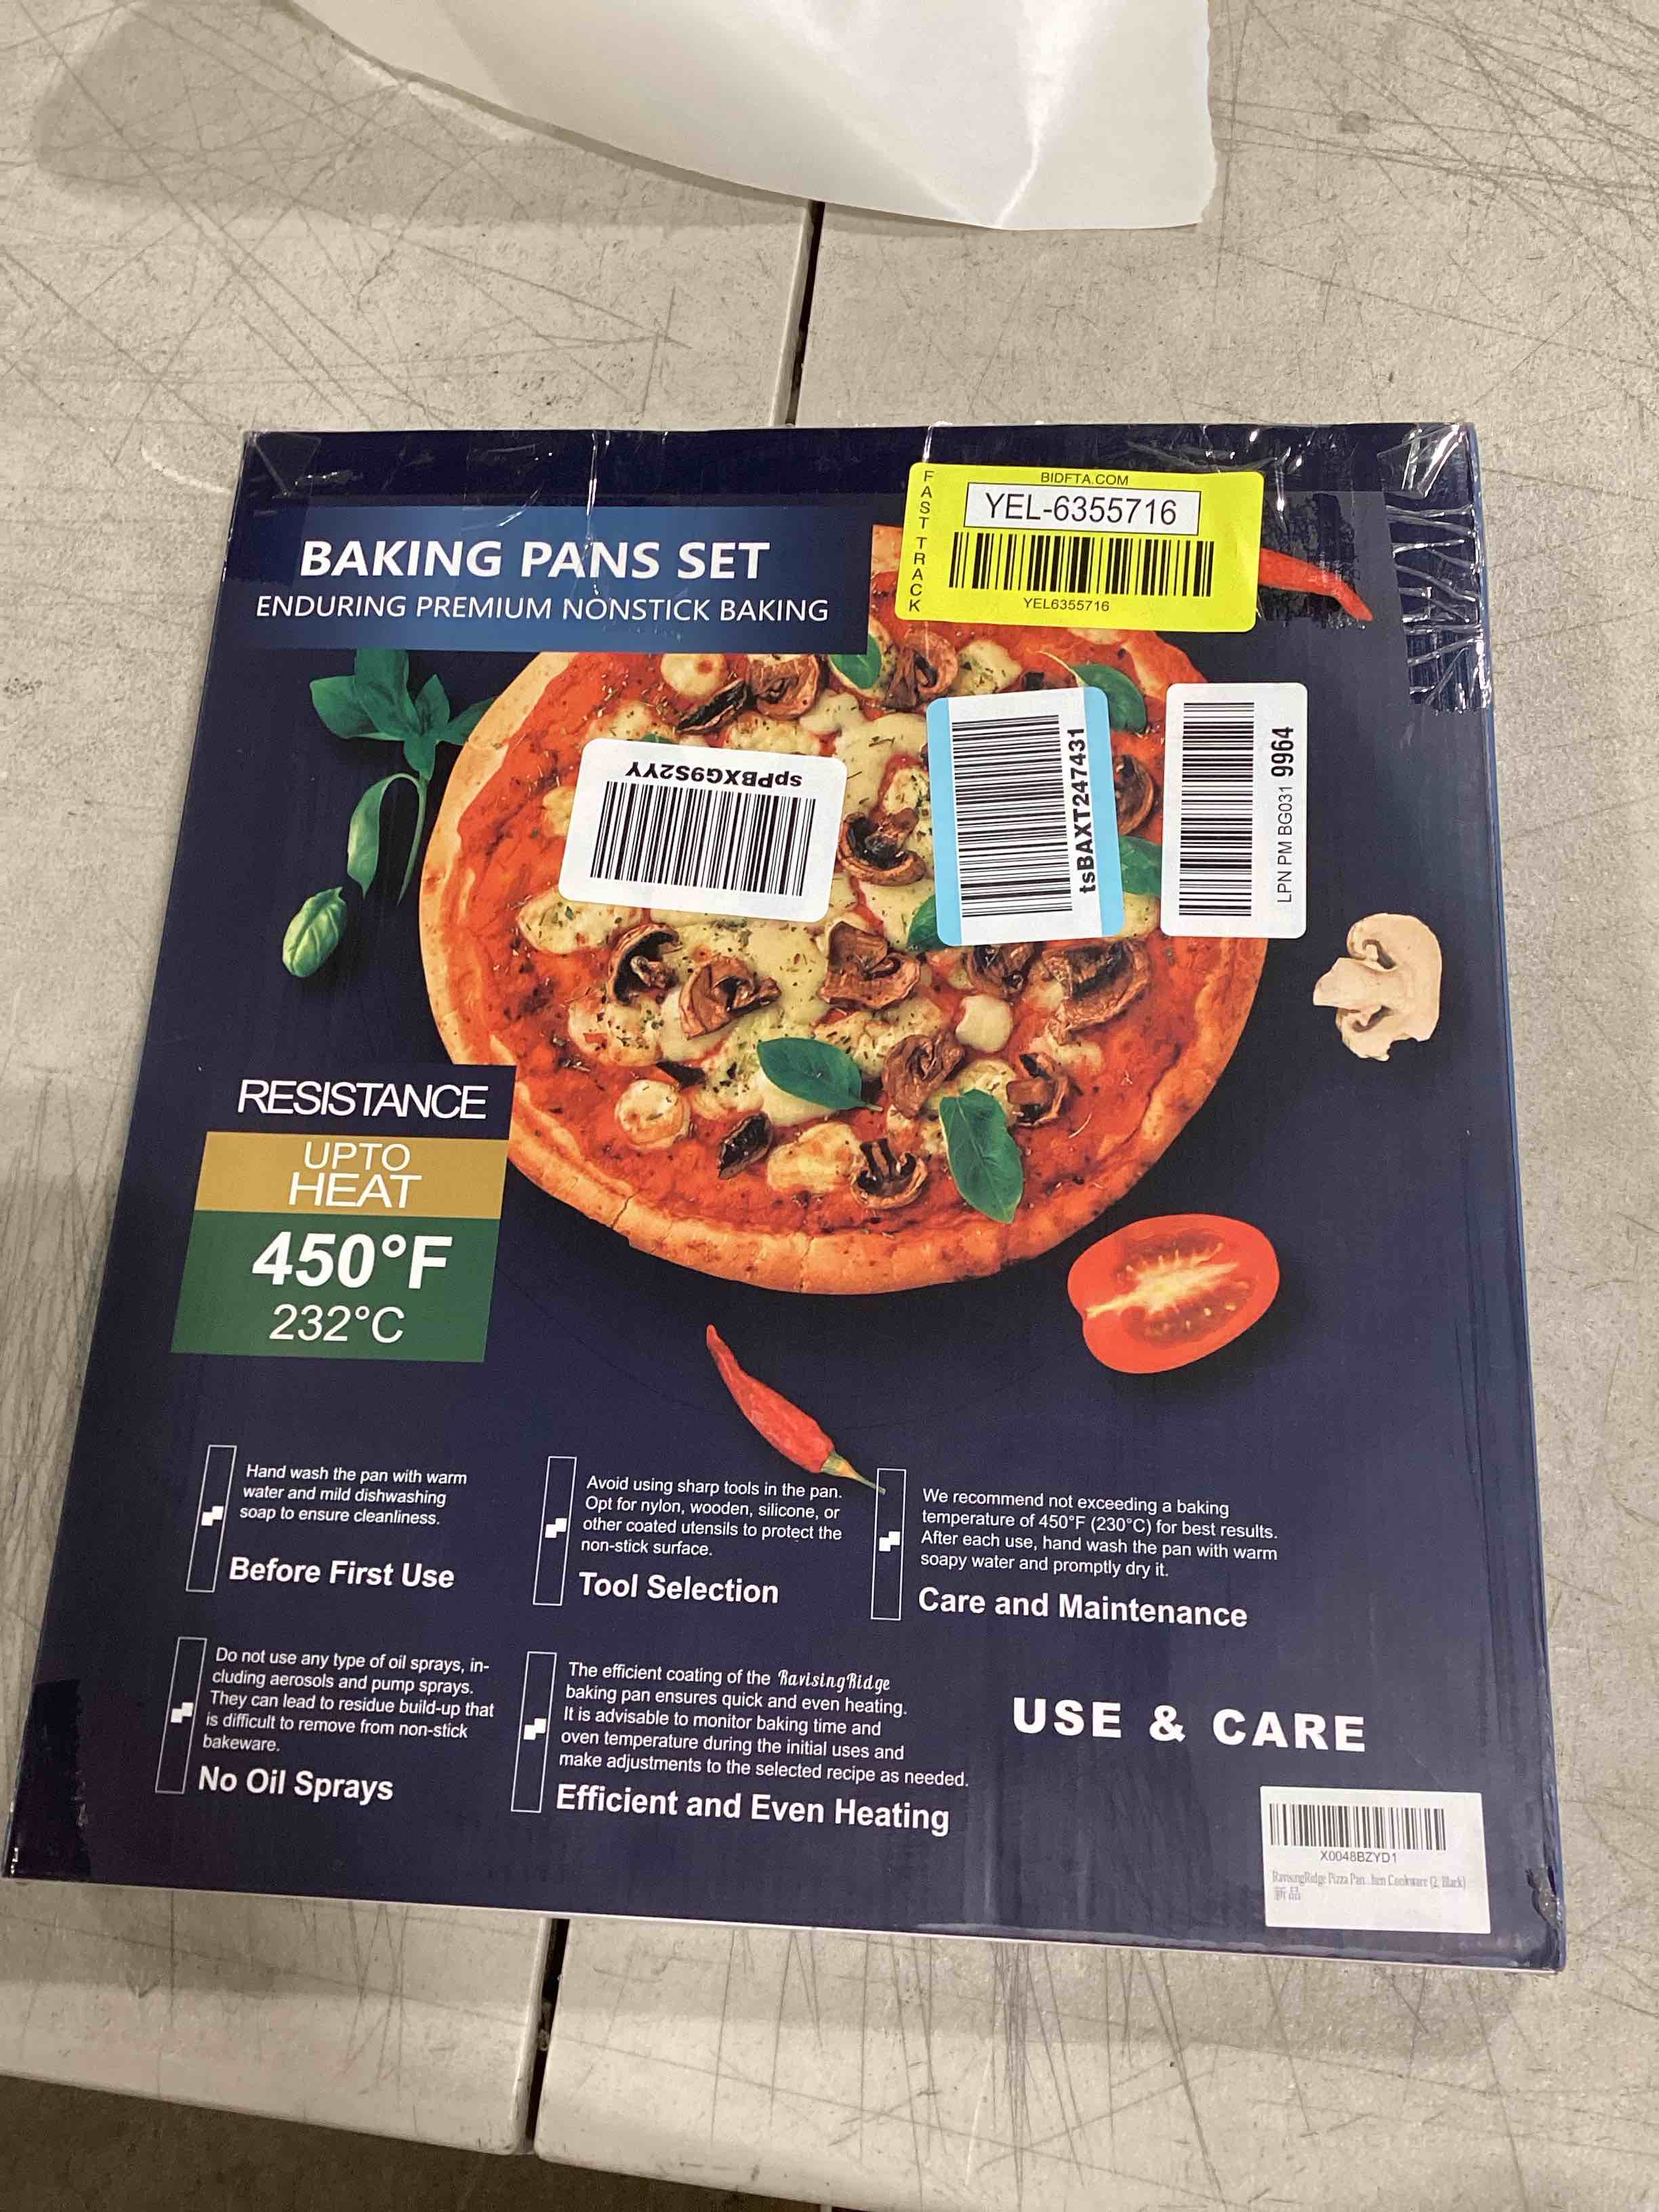 BIDFTA.COM
FAST TRACK
YEL-6355716
YEL6355716
BAKING PANS SET
ENDURING PREMIUM NONSTICK BAKING
spPBXG9S2YY
tsBAXT247431
LPN PM BG031 9964
RESISTANCE
UPTO
HEAT
450°F
232°C
Hand wash the pan with warm
water and mild dishwashing
soap to ensure cleanliness.
Before First Use
Avoid using sharp tools in the pan.
Opt for nylon, wooden, silicone, or
other coated utensils to protect the
non-stick surface.
Tool Selection
We recommend not exceeding a baking
temperature of 450°F (230°C) for best results.
After each use, hand wash the pan with warm
soapy water and promptly dry it.
Care and Maintenance
Do not use any type of oil sprays, in-
cluding aerosols and pump sprays.
They can lead to residue build-up that
is difficult to remove from non-stick
bakeware.
No Oil Sprays
The efficient coating of the RavisingRidge
baking pan ensures quick and even heating.
It is advisable to monitor baking time and
oven temperature during the initial uses and
make adjustments to the selected recipe as needed.
Efficient and Even Heating
USE & CARE
X0048BZYD1
RavisingRidge Pizza Pan...hen Cookware (2, Black)
新品